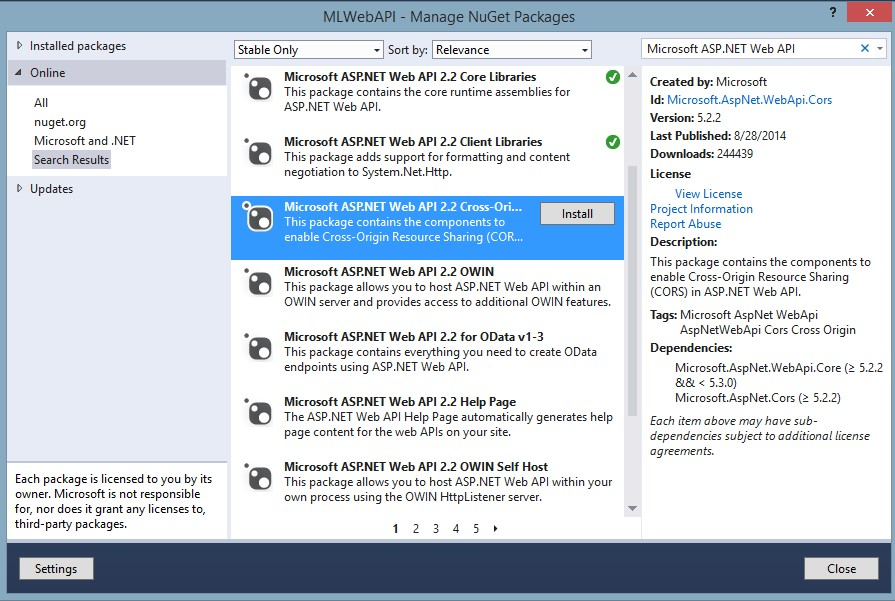 MLWebAPI - Manage NuGet Packages
?
Installed packages
Online
All
nuget.org
Microsoft and .NET
Search Results
Updates
Each package is licensed to you by its
owner. Microsoft is not responsible
for, nor does it grant any licenses to,
third-party packages.
Stable Only
Sort by:
Relevance
Microsoft ASP.NET Web API 2.2 Core Libraries
This package contains the core runtime assemblies for
ASP.NET Web API.
Microsoft ASP.NET Web API 2.2 Client Libraries
This package adds support for formatting and content
negotiation to System.Net.Http.
Microsoft ASP.NET Web API 2.2 Cross-Ori...
Install
This package contains the components to
enable Cross-Origin Resource Sharing (COR...
Microsoft ASP.NET Web API 2.2 OWIN
This package allows you to host ASP.NET Web API within an
OWIN server and provides access to additional OWIN features.
Microsoft ASP.NET Web API 2.2 for OData v1-3
This package contains everything you need to create OData
endpoints using ASP.NET Web API.
Microsoft ASP.NET Web API 2.2 Help Page
The ASP.NET Web API Help Page automatically generates help
page content for the web APIs on your site.
Microsoft ASP.NET Web API 2.2 OWIN Self Host
This package allows you to host ASP.NET Web API within your
own process using the OWIN HttpListener server.
1 2 3 4 5
Microsoft ASP.NET Web API
Created by: Microsoft
Id: Microsoft.AspNet.WebApi.Cors
Version: 5.2.2
Last Published: 8/28/2014
Downloads: 244439
License
View License
Project Information
Report Abuse
Description:
This package contains the components to
enable Cross-Origin Resource Sharing
(CORS) in ASP.NET Web API.
Tags: Microsoft AspNet WebApi
AspNetWebApi Cors Cross Origin
Dependencies:
Microsoft.AspNet.WebApi.Core (≥ 5.2.2
&& < 5.3.0)
Microsoft.AspNet.Cors (≥ 5.2.2)
Each item above may have sub-
dependencies subject to additional license
agreements.
Settings
Close